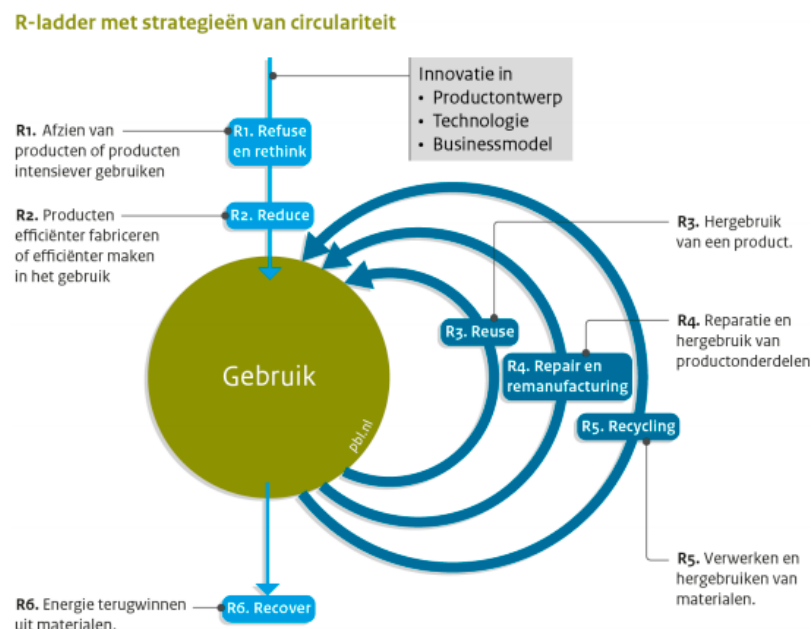 R-ladder met strategieën van circulariteit
Innovatie in
• Productontwerp
• Technologie
• Businessmodel
R1. Afzien van
producten of producten
intensiever gebruiken
R1. Refuse
en rethink
R2. Producten
efficiënter fabriceren
of efficiënter maken
in het gebruik
R2. Reduce
R3. Hergebruik
van een product.
R3. Reuse
R4. Reparatie en
hergebruik van
productonderdelen
R4. Repair en
remanufacturing
Gebruik
pbl.nl
R5. Recycling
R5. Verwerken en
hergebruiken van
materialen.
R6. Energie terugwinnen
uit materialen.
R6. Recover